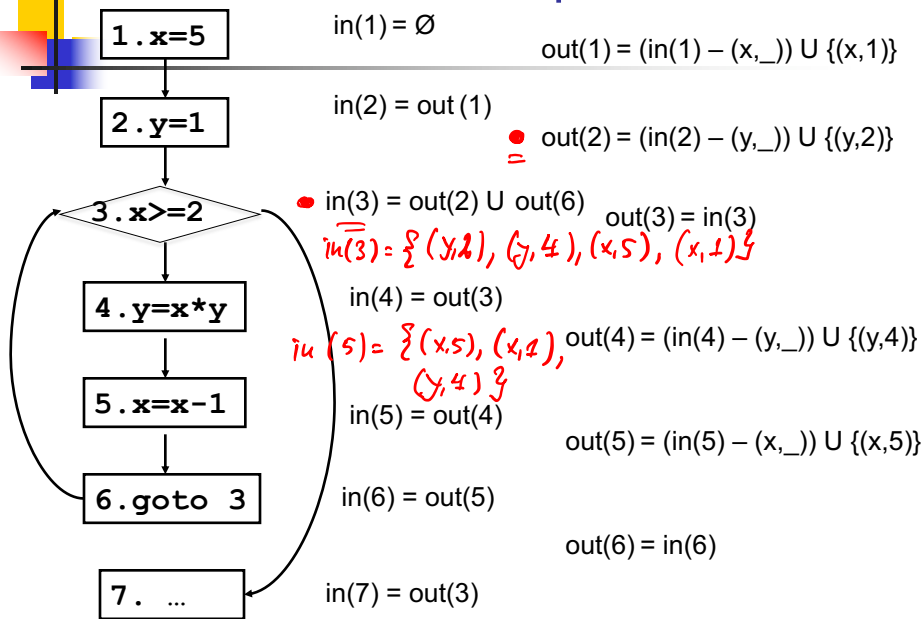 1.x=5
in(1) = Ø
out(1) = (in(1) – (x,_)) U {(x,1)}
2.y=1
in(2) = out (1)
out(2) = (in(2) – (y,_)) U {(y,2)}
3.x>=2
in(3) = out(2) U out(6)
out(3) = in(3)
in(3) = {(y,2), (y,4), (x,5), (x,1)}
4.y=x*y
in(4) = out(3)
out(4) = (in(4) – (y,_)) U {(y,4)}
in (5) = {(x,5), (x,1),
(y,4)}
5.x=x-1
in(5) = out(4)
out(5) = (in(5) – (x,_)) U {(x,5)}
6.goto 3
in(6) = out(5)
out(6) = in(6)
7. …
in(7) = out(3)